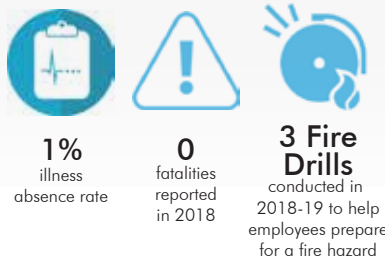 1%
illness
absence rate
0
fatalities
reported
in 2018
3 Fire
Drills
conducted in
2018-19 to help
employees prepare
for a fire hazard